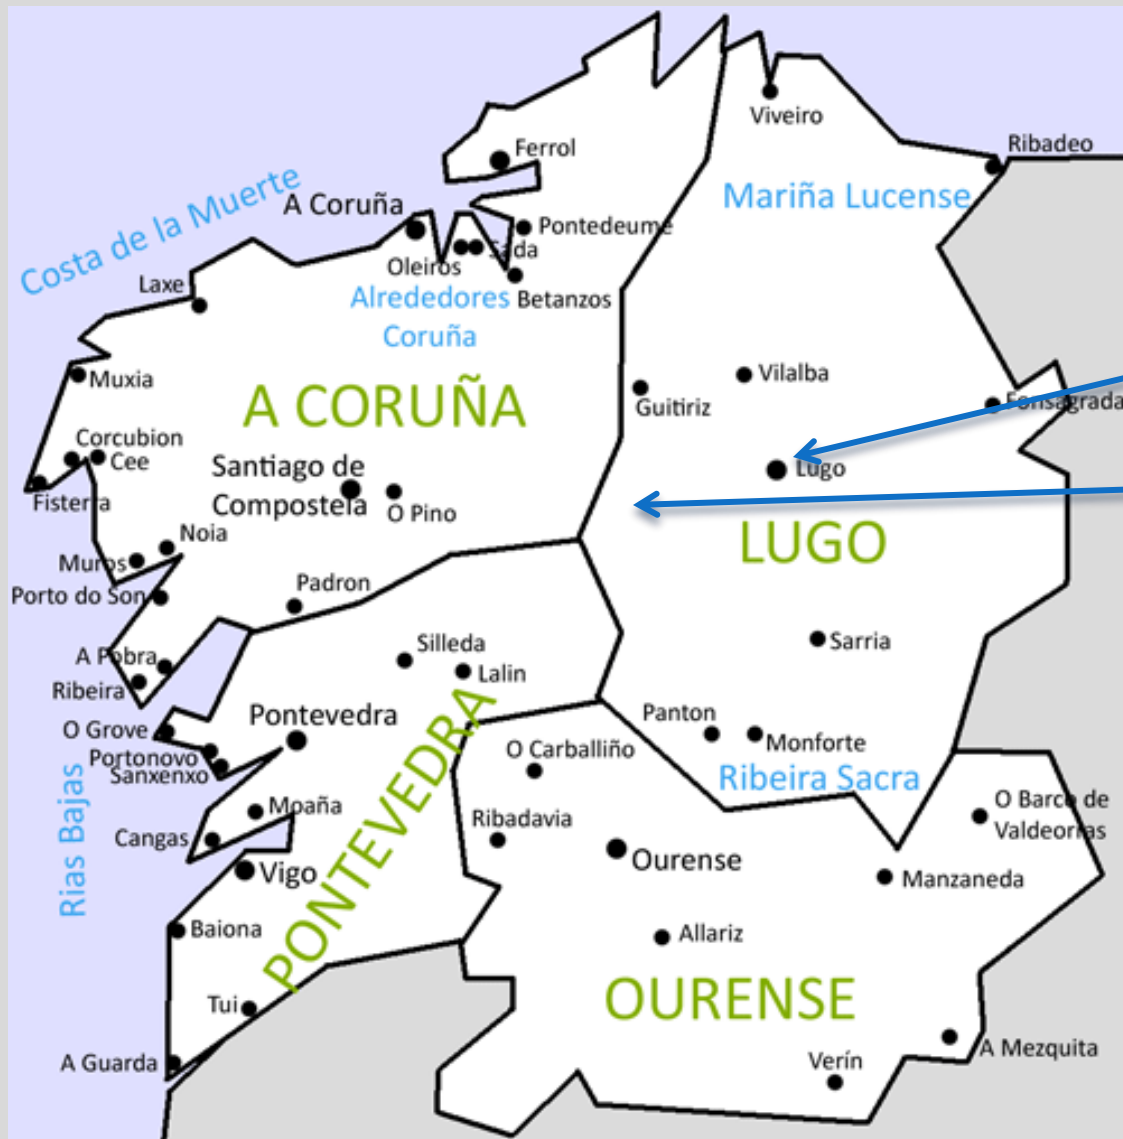 Viveiro
Ribadeo
Ferrol
Mariña Lucense
Costa de la Muerte
A Coruña
Pontedeume
Sada
Oleiros
Laxe
Betanzos
Alrededores
Coruña
Muxia
Vilalba
Guitiriz
Fonsagrada
A CORUÑA
Corcubion
Cee
Santiago de
Compostela
Lugo
Fisterra
O Pino
LUGO
Noia
Muros
Padron
Porto do Son
Silleda
Sarria
A Pobra
Lalin
Ribeira
Pontevedra
Panton
O Grove
Monforte
O Carballiño
Portonovo
Sanxenxo
Ribeira Sacra
PONTEVEDRA
Rias Bajas
Moaña
O Barco de
Valdeorras
Ribadavia
Cangas
Ourense
Vigo
Manzaneda
Baiona
Allariz
OURENSE
Tui
A Mezquita
A Guarda
Verín